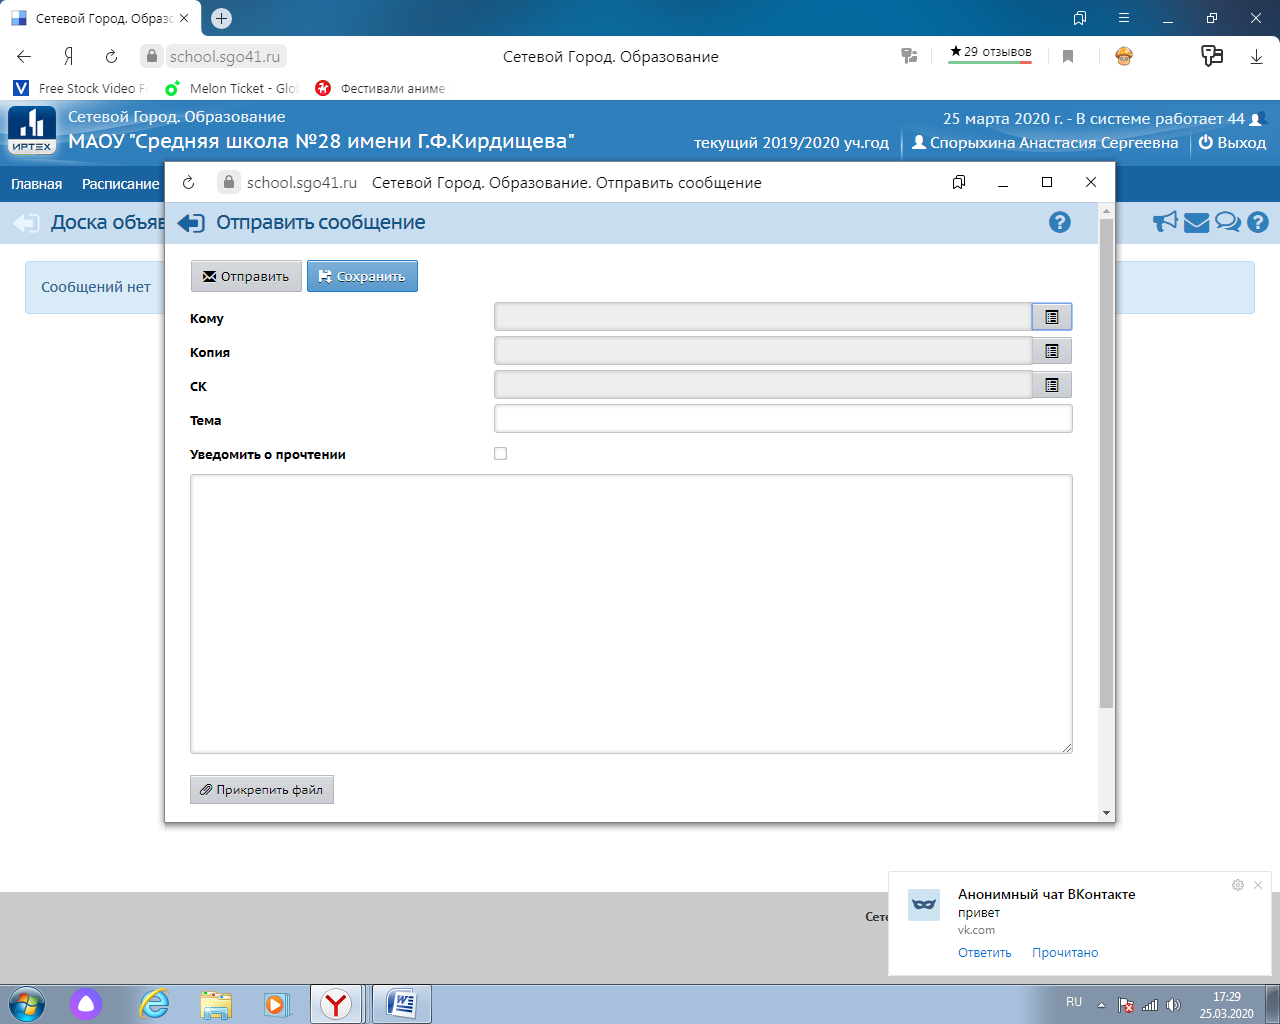 Сетевой Город. Образо
school.sgo41.ru
Сетевой Город. Образование
★29 отзывов
Free Stock Video F
Melon Ticket - Glo
Фестивали аниме
Сетевой Город. Образование
25 марта 2020 г. - В системе работает 44
МАОУ "Средняя школа №28 имени Г.Ф.Кирдищева"
текущий 2019/2020 уч.год
Спорыхина Анастасия Сергеевна
Выход
ИРТЕХ
Главная
Расписание
school.sgo41.ru Сетевой Город. Образование. Отправить сообщение
Доска объяв
Отправить сообщение
Сообщений нет
Отправить
Сохранить
Кому
Копия
СК
Тема
Уведомить о прочтении
Прикрепить файл
Сете
Анонимный чат ВКонтакте
привет
vk.com
Ответить
Прочитано
RU
17:29
25.03.2020